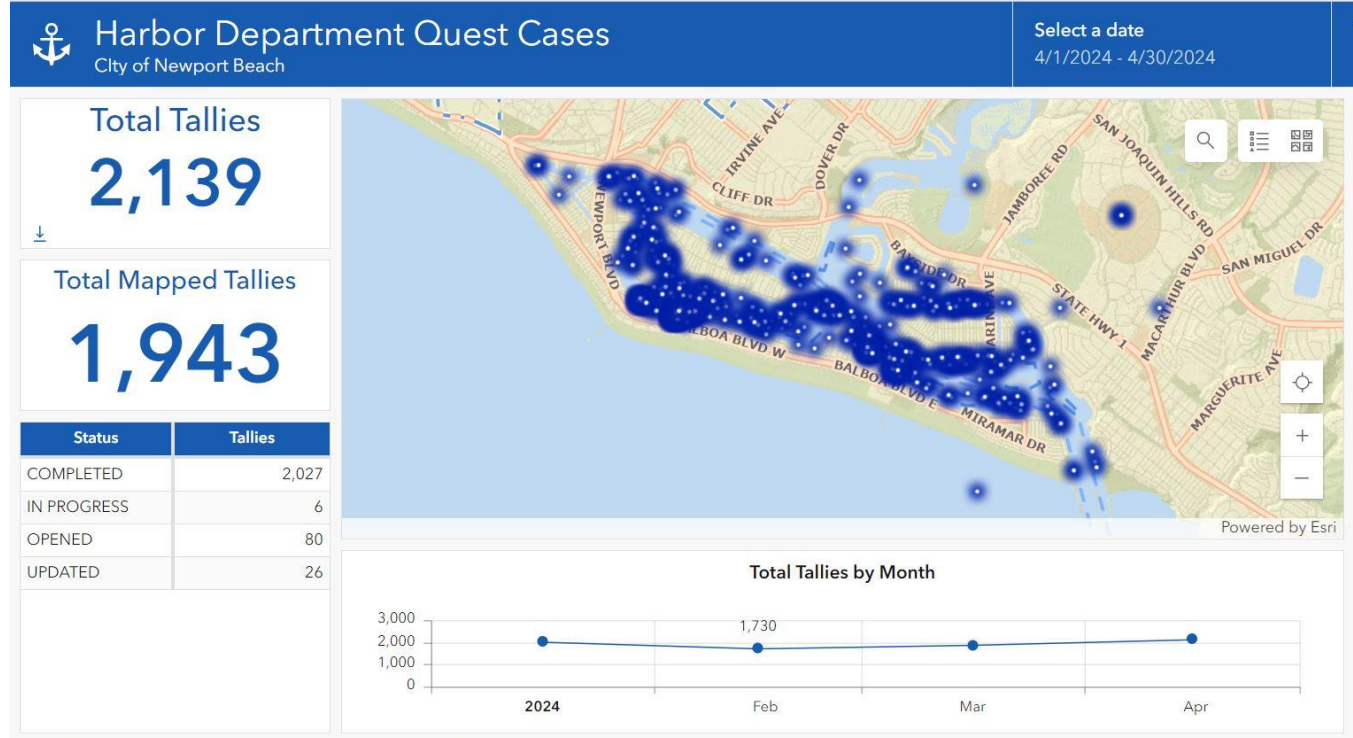 Harbor Department Quest Cases
CIty of Newport Beach
Select a date
4/1/2024 - 4/30/2024
Total Tallies
2,139
Total Mapped Tallies
1,943
Status Tallies
COMPLETED 2,027
IN PROGRESS 6
OPENED 80
UPDATED 26
IRVINE AVE
DOVER DR
CLIFF DR
NEWPORT BLVD
SAN JOAQUIN HILLS RD
JAMBOREE RD
SAN MIGUEL DR
BAYSIDE DR
STATE HWY 1
MACARTHUR BLVD
BALBOA BLVD W
BALBOA BLVD E
MIRAMAR DR
MARGUERITE AVE
Powered by Esri
Total Tallies by Month
3,000
2,000
1,000
0
1,730
2024 Feb Mar Apr